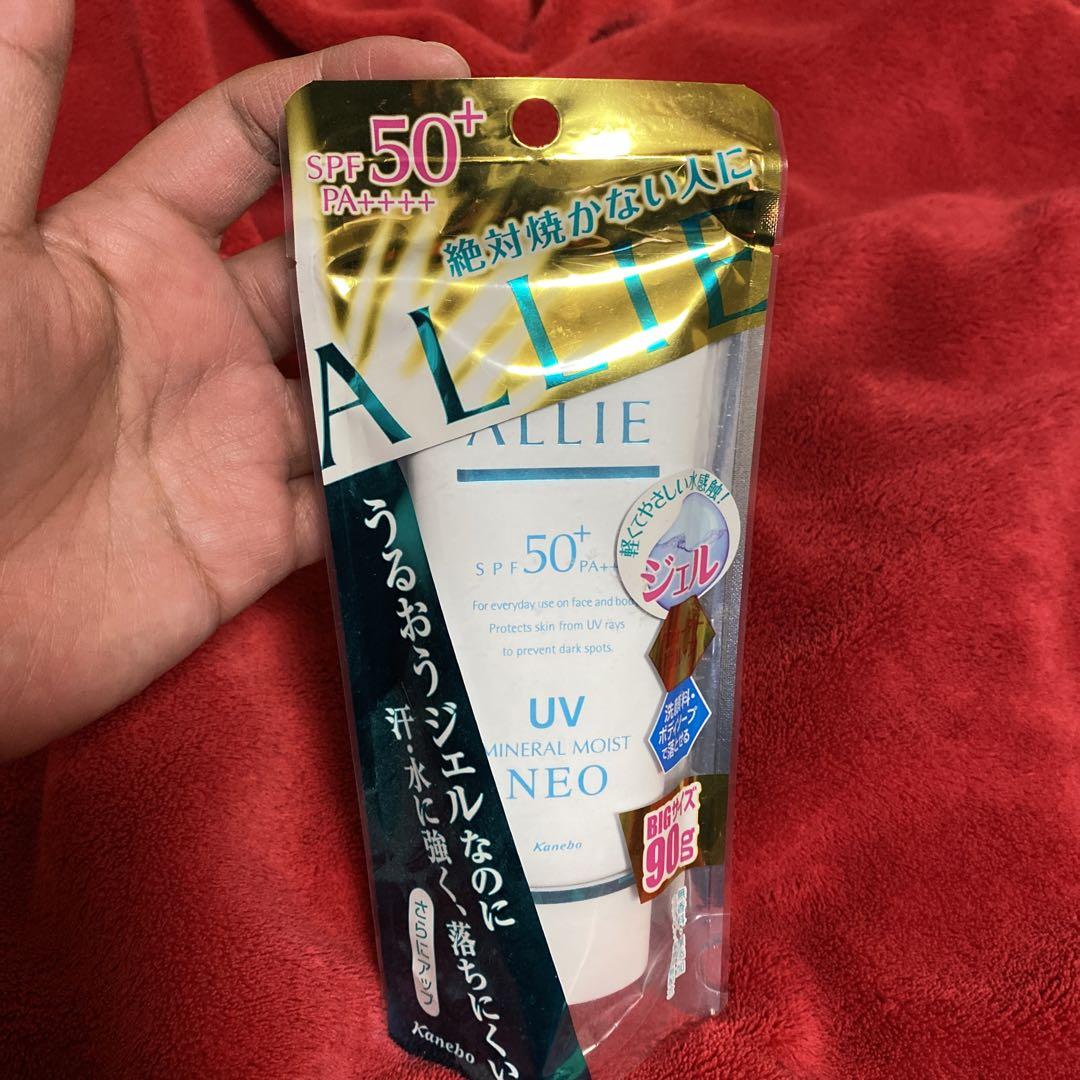 SPF50+
PA++++
絶対焼かない人に
ALLIE
ALLIE
SPF50+ PA++
For everyday use on face and bod
Protects skin from UV rays
to prevent dark spots.
UV
MINERAL MOIST
NEO
Kanebo
軽くてやさしい水感触!
ジェル
洗顔料・
ボディソープ
で落とせる
BIGサイズ
90g
うるおうジェルなのに
汗・水に強く、落ちにくい
さらにアップ
Kanebo